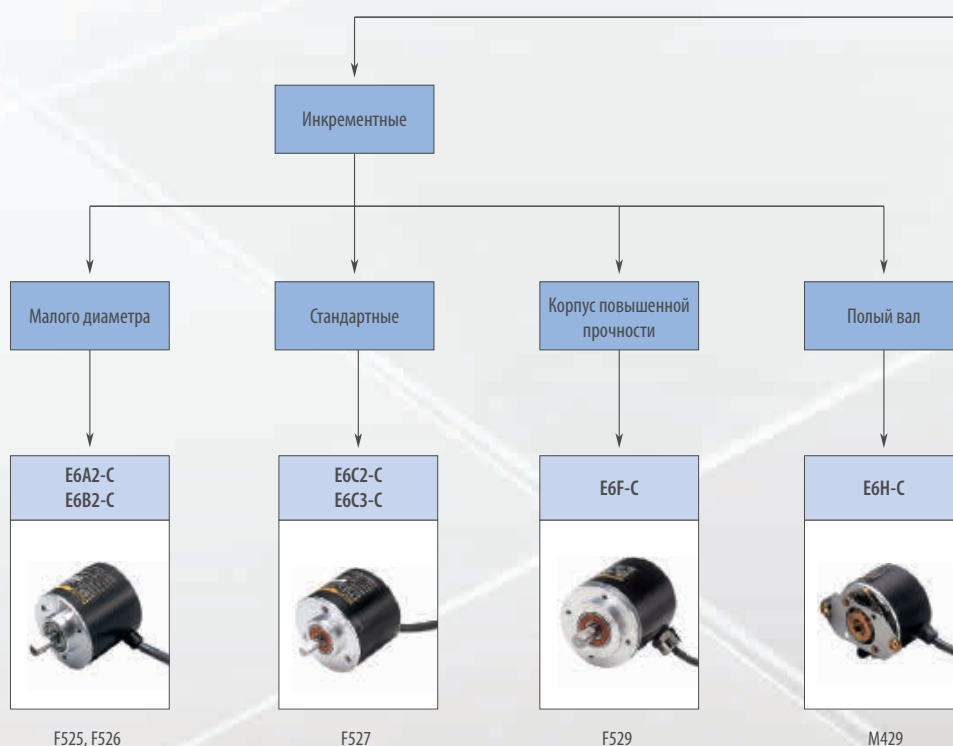 Инкрементные
Малого диаметра
Стандартные
Корпус повышенной
прочности
Полый вал
E6A2-C
E6B2-C
E6C2-C
E6C3-C
E6F-C
E6H-C
F525, F526
F527
F529
M429